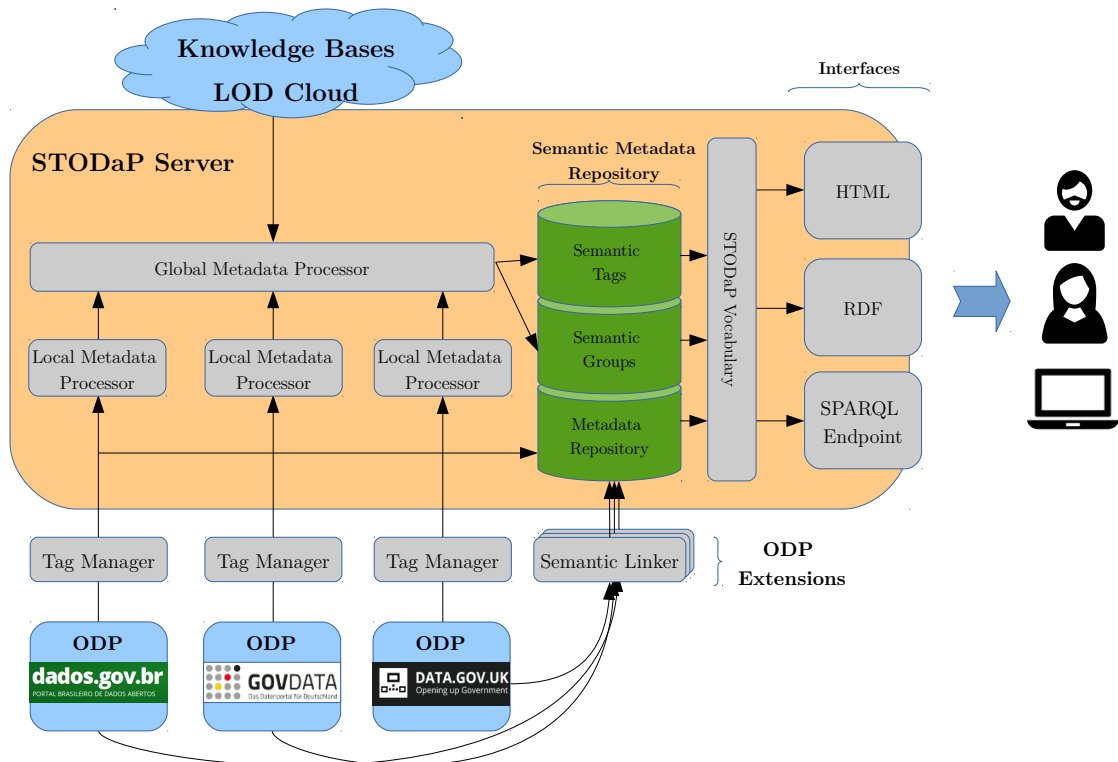 Knowledge Bases
LOD Cloud
Interfaces
STODaP Server
Semantic Metadata
Repository
HTML
Global Metadata Processor
Semantic
Tags
STODaP Vocabulary
RDF
Local Metadata
Processor
Local Metadata
Processor
Local Metadata
Processor
Semantic
Groups
Metadata
Repository
SPARQL
Endpoint
Tag Manager
Tag Manager
Tag Manager
Semantic Linker
ODP
Extensions
ODP
dados.gov.br
PORTAL BRASILEIRO DE DADOS ABERTOS
ODP
GOVDATA
Das Datenportal für Deutschland
ODP
DATA.GOV.UK
Opening up Government